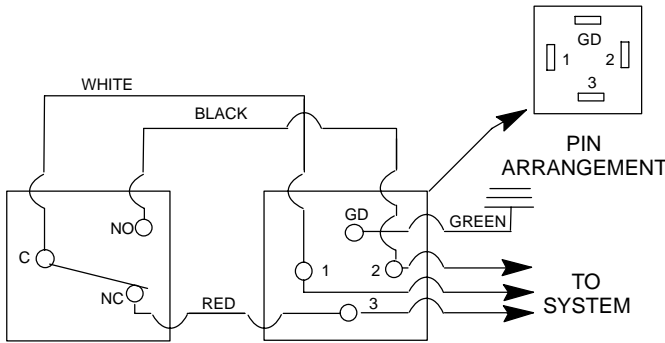 GD
1 2
3
PIN
ARRANGEMENT
WHITE
BLACK
NO
C
NC
RED
GD
GREEN
1
2
3
TO
SYSTEM